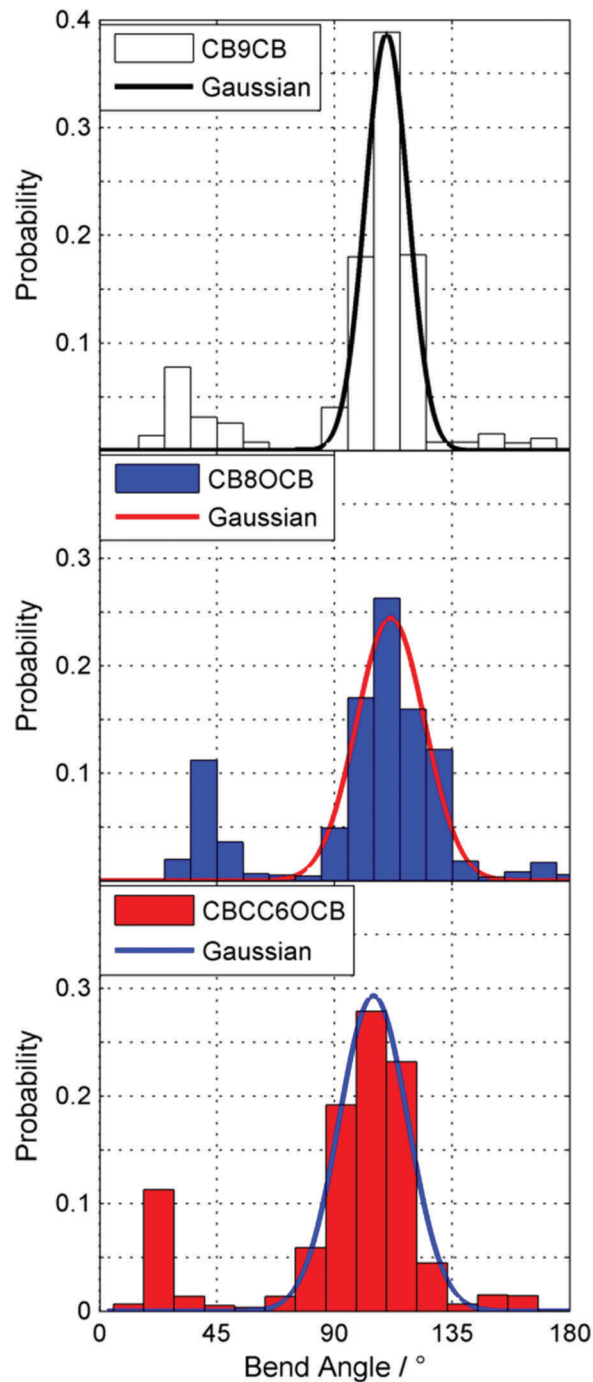 0.4
CB9CB
Gaussian
0.3
Probability
0.2
0.1
CB8OCB
Gaussian
0.3
Probability
0.2
0.1
CBCC6OCB
Gaussian
0.3
Probability
0.2
0.1
0
0 45 90 135 180
Bend Angle / °